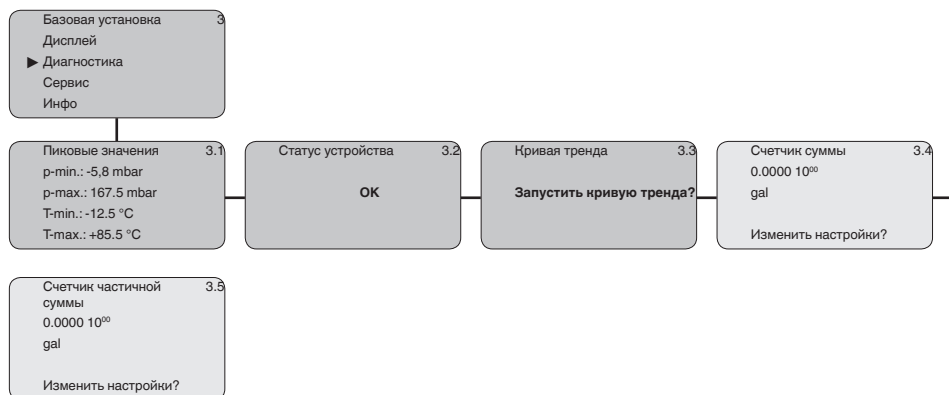 Базовая установка 3
Дисплей
▶ Диагностика
Сервис
Инфо
Пиковые значения 3.1
p-min.: -5,8 mbar
p-max.: 167.5 mbar
T-min.: -12.5 °C
T-max.: +85.5 °C
Статус устройства 3.2
OK
Кривая тренда 3.3
Запустить кривую тренда?
Счетчик суммы 3.4
0.0000 10⁰⁰
gal
Изменить настройки?
Счетчик частичной 3.5
суммы
0.0000 10⁰⁰
gal
Изменить настройки?